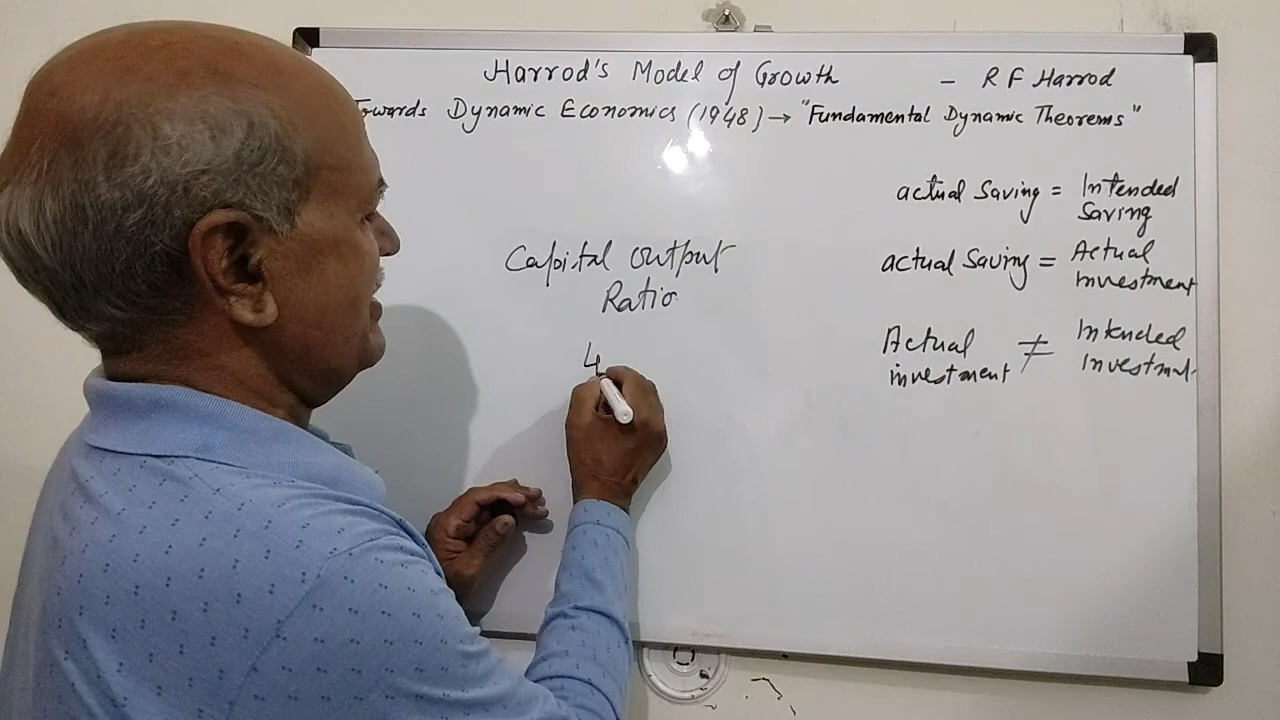 Harrod's Model of Growth - R F Harrod
Towards Dynamic Economics (1948) → "Fundamental Dynamic Theorems"
actual Saving = Intended Saving
Capital output
Ratio
actual Saving = Actual investment
Actual investment ≠ Intended Investment
4